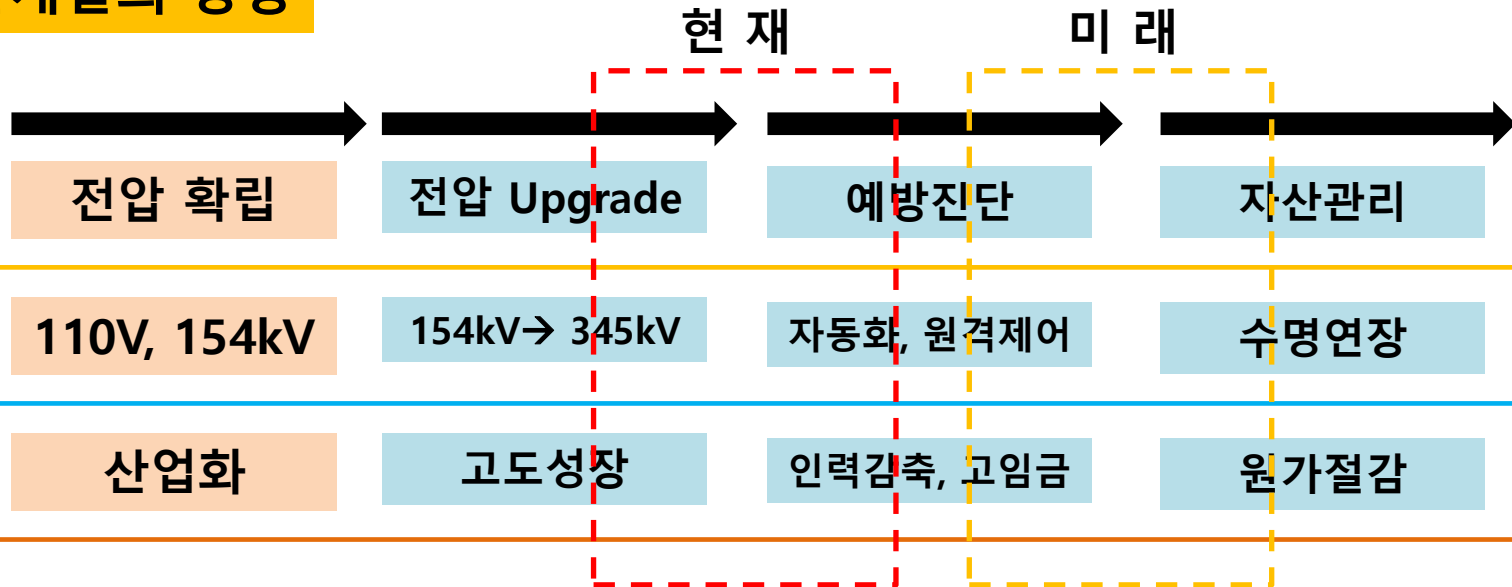 현 재
미 래
전압 확립
전압 Upgrade
예방진단
자산관리
110V, 154kV
154kV→ 345kV
자동화, 원격제어
수명연장
산업화
고도성장
인력감축, 고임금
원가절감